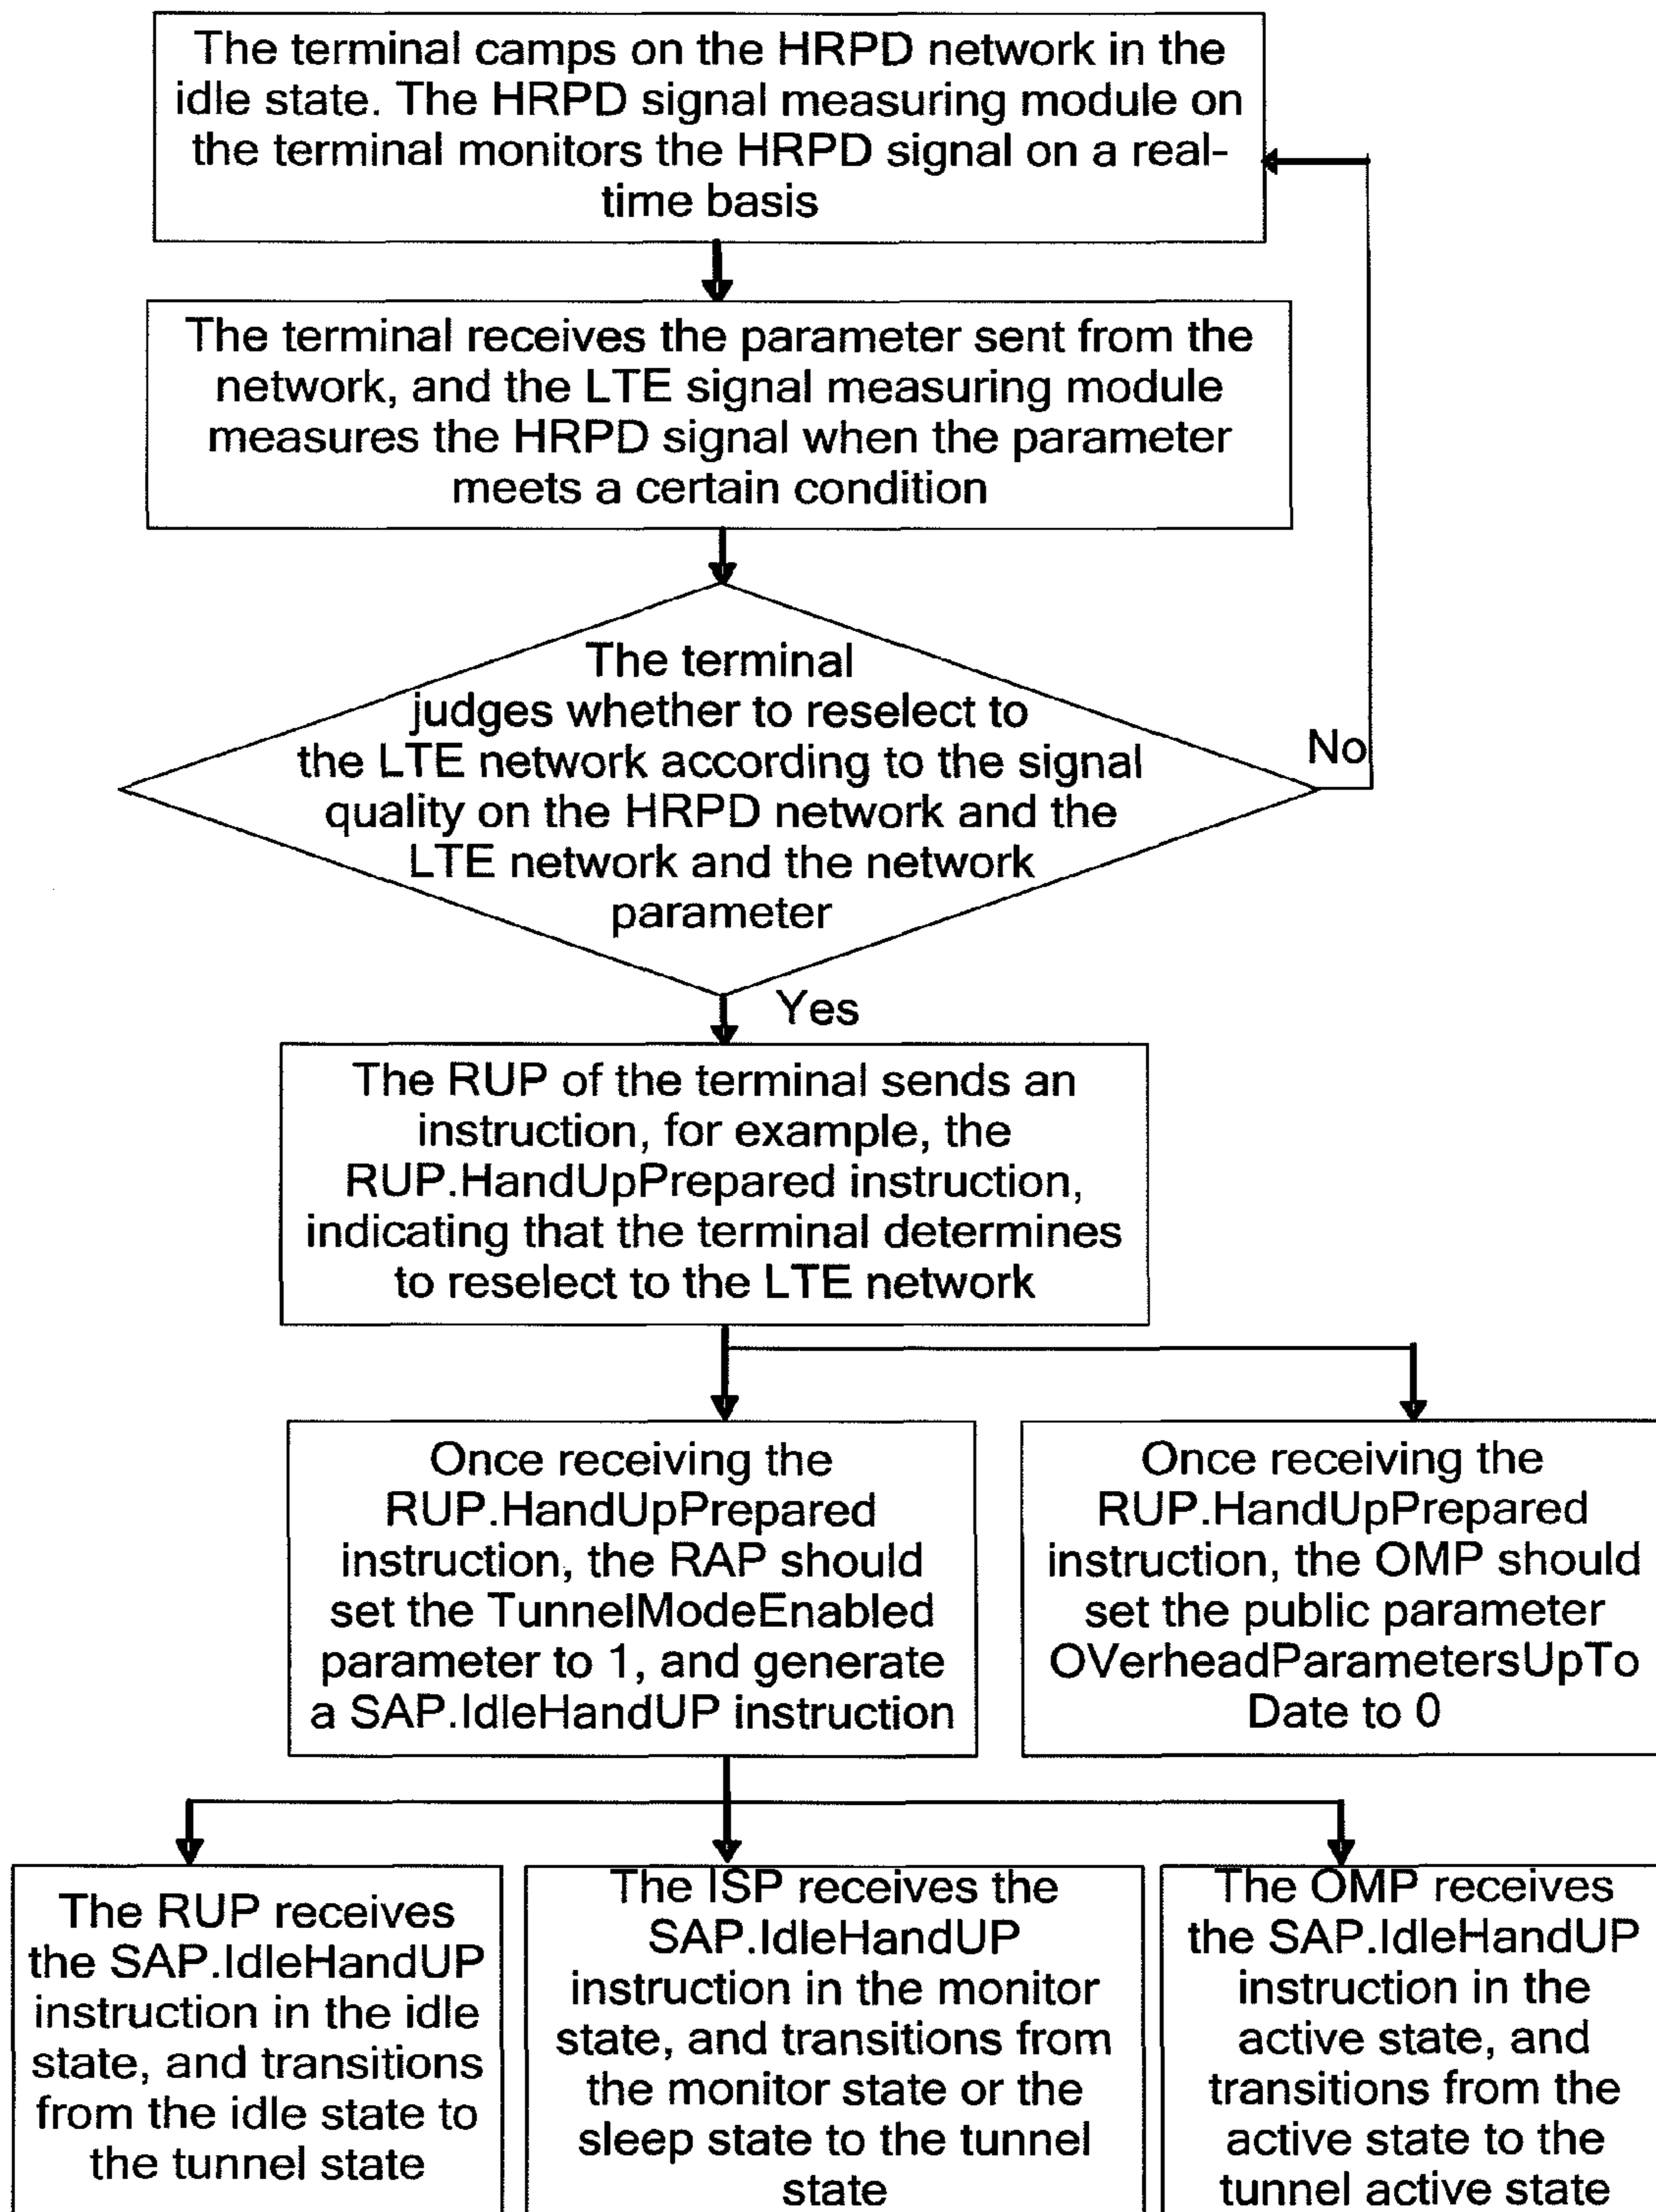 The terminal camps on the HRPD network in the
idle state. The HRPD signal measuring module on
the terminal monitors the HRPD signal on a real-
time basis
The terminal receives the parameter sent from the
network, and the LTE signal measuring module
measures the HRPD signal when the parameter
meets a certain condition
The terminal
judges whether to reselect to
the LTE network according to the signal
quality on the HRPD network and the
LTE network and the network
parameter
No
Yes
The RUP of the terminal sends an
instruction, for example, the
RUP.HandUpPrepared instruction,
indicating that the terminal determines
to reselect to the LTE network
Once receiving the
RUP.HandUpPrepared
instruction, the RAP should
set the TunnelModeEnabled
parameter to 1, and generate
a SAP.IdleHandUP instruction
Once receiving the
RUP.HandUpPrepared
instruction, the OMP should
set the public parameter
OVerheadParametersUpTo
Date to 0
The RUP receives
the SAP.IdleHandUP
instruction in the idle
state, and transitions
from the idle state to
the tunnel state
The ISP receives the
SAP.IdleHandUP
instruction in the monitor
state, and transitions from
the monitor state or the
sleep state to the tunnel
state
The OMP receives
the SAP.IdleHandUP
instruction in the
active state, and
transitions from the
active state to the
tunnel active state